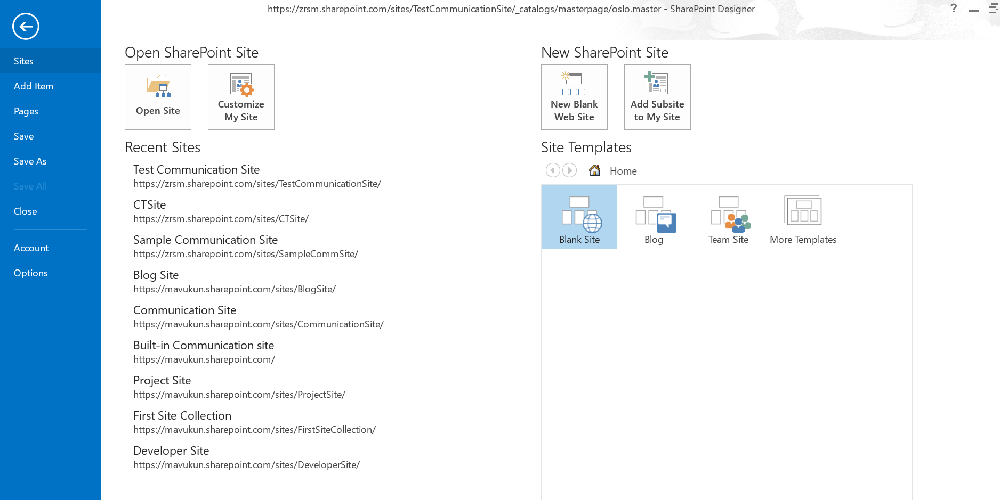 https://zrsm.sharepoint.com/sites/TestCommunicationSite/_catalogs/masterpage/oslo.master - SharePoint Designer
?
Sites
Add Item
Pages
Save
Save As
Save All
Close
Account
Options
Open SharePoint Site
Open Site
Customize
My Site
Recent Sites
Test Communication Site
https://zrsm.sharepoint.com/sites/TestCommunicationSite/
CTSite
https://zrsm.sharepoint.com/sites/CTSite/
Sample Communication Site
https://zrsm.sharepoint.com/sites/SampleCommSite/
Blog Site
https://mavukun.sharepoint.com/sites/BlogSite/
Communication Site
https://mavukun.sharepoint.com/sites/CommunicationSite/
Built-in Communication site
https://mavukun.sharepoint.com/
Project Site
https://mavukun.sharepoint.com/sites/ProjectSite/
First Site Collection
https://mavukun.sharepoint.com/sites/FirstSiteCollection/
Developer Site
https://mavukun.sharepoint.com/sites/DeveloperSite/
New SharePoint Site
New Blank
Web Site
Add Subsite
to My Site
Site Templates
Home
Blank Site
Blog
Team Site
More Templates